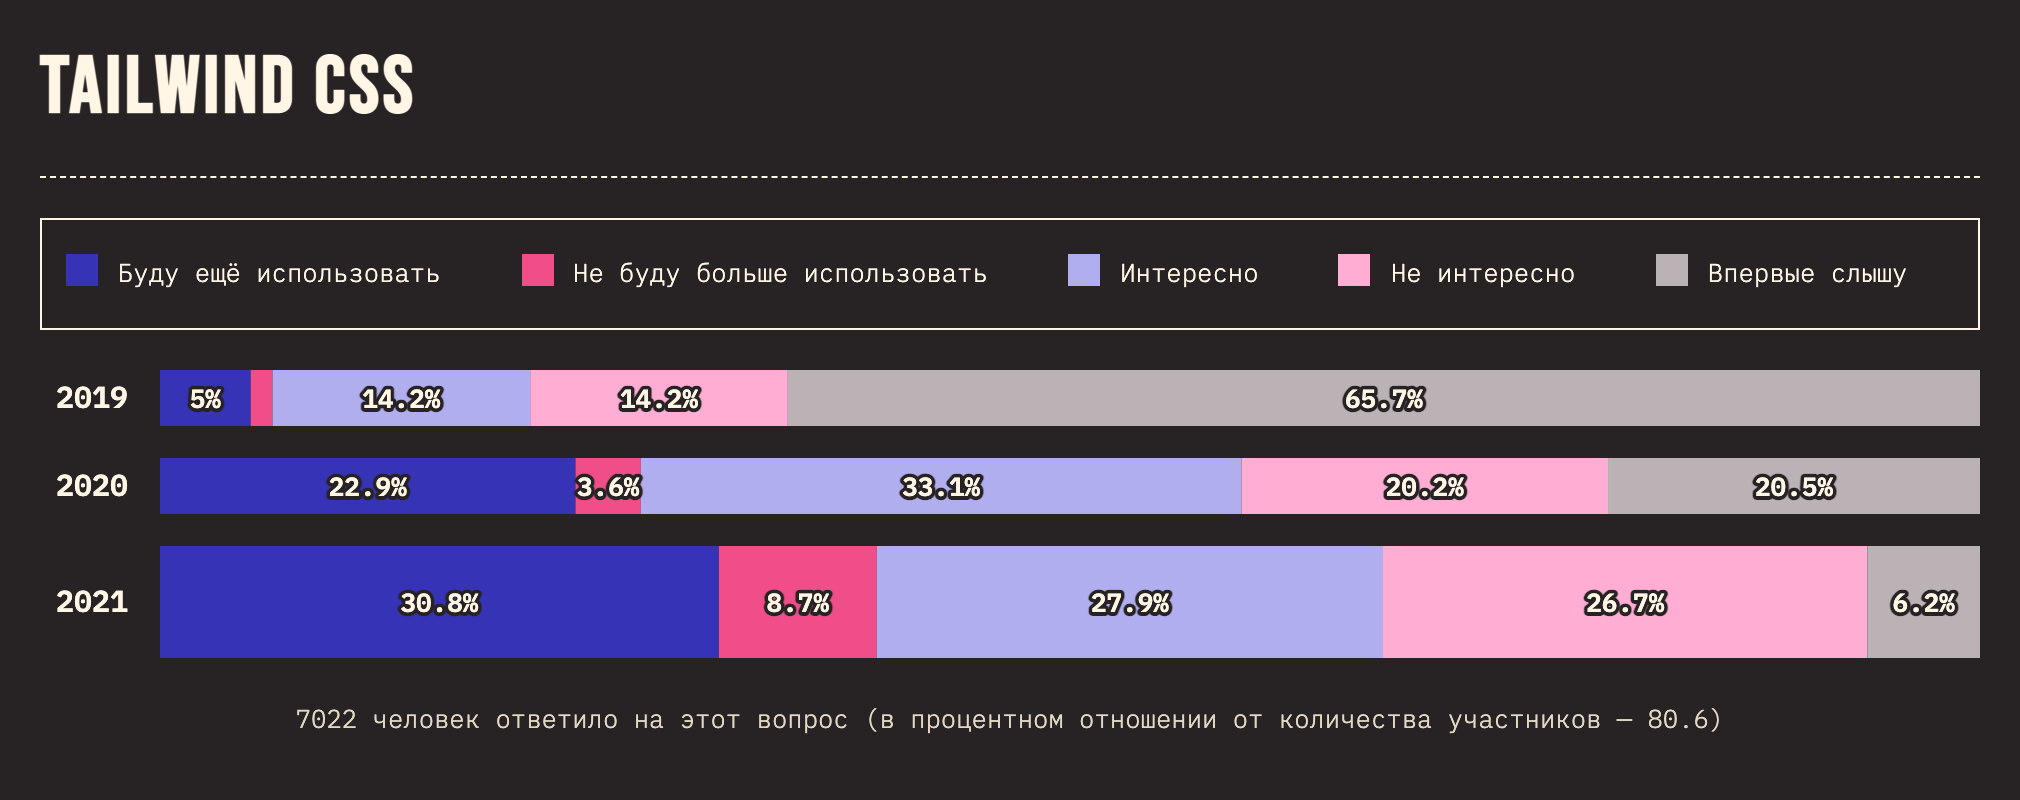 TAILWIND CSS
Буду ещё использовать Не буду больше использовать Интересно Не интересно Впервые слышу
2019 5% 14.2% 14.2% 65.7%
2020 22.9% 3.6% 33.1% 20.2% 20.5%
2021 30.8% 8.7% 27.9% 26.7% 6.2%
7022 человек ответило на этот вопрос (в процентном отношении от количества участников — 80.6)